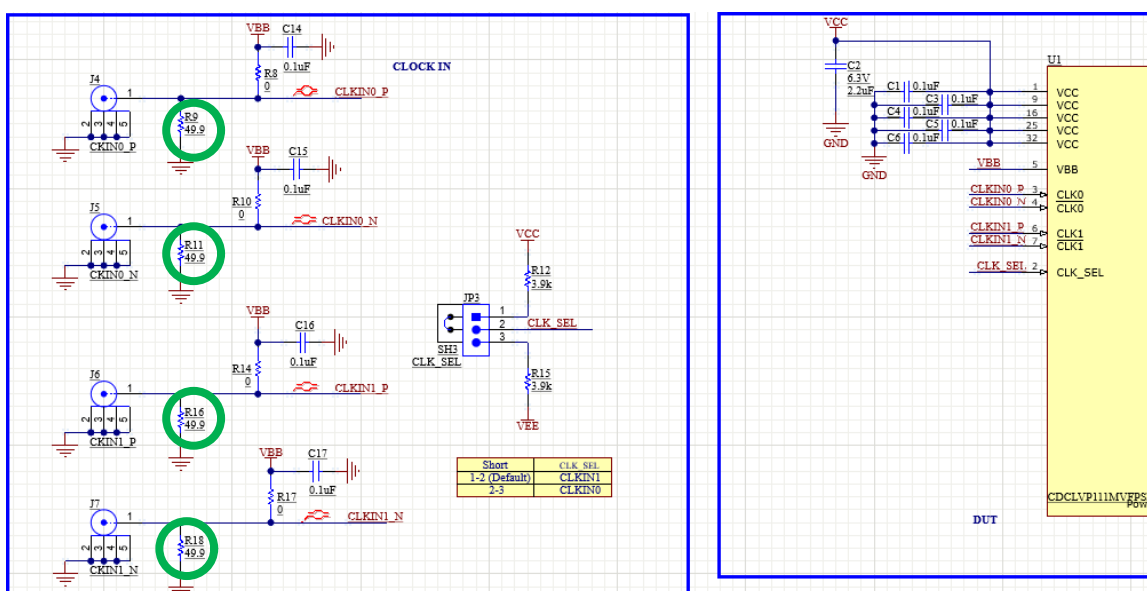 VBB
C14
0.1uF
R8
0
CLOCK IN
J4
1
CLKIN0_P
2 3 4 5
R9
49.9
CKIN0_P
VBB
C15
0.1uF
R10
0
J5
1
CLKIN0_N
2 3 4 5
R11
49.9
CKIN0_N
VCC
R12
3.9k
JP3
1
2
3
CLK_SEL
SH3
CLK_SEL
R15
3.9k
VEE
VBB
C16
0.1uF
R14
0
J6
1
CLKIN1_P
2 3 4 5
R16
49.9
CKIN1_P
VBB
C17
0.1uF
R17
0
J7
1
CLKIN1_N
2 3 4 5
R18
49.9
CKIN1_N
Short CLK_SEL
1-2 (Default) CLKIN1
2-3 CLKIN0
VCC
C2
6.3V
2.2uF
GND
C1 0.1uF
C3 0.1uF
C4 0.1uF
C5 0.1uF
C6 0.1uF
GND
U1
1 VCC
9 VCC
16 VCC
25 VCC
32 VCC
VBB 5 VBB
CLKIN0_P 3 CLK0
CLKIN0_N 4 CLK0
CLKIN1_P 6 CLK1
CLKIN1_N 7 CLK1
CLK_SEL 2 CLK_SEL
CDCLVP111MVFPS
Pow
DUT